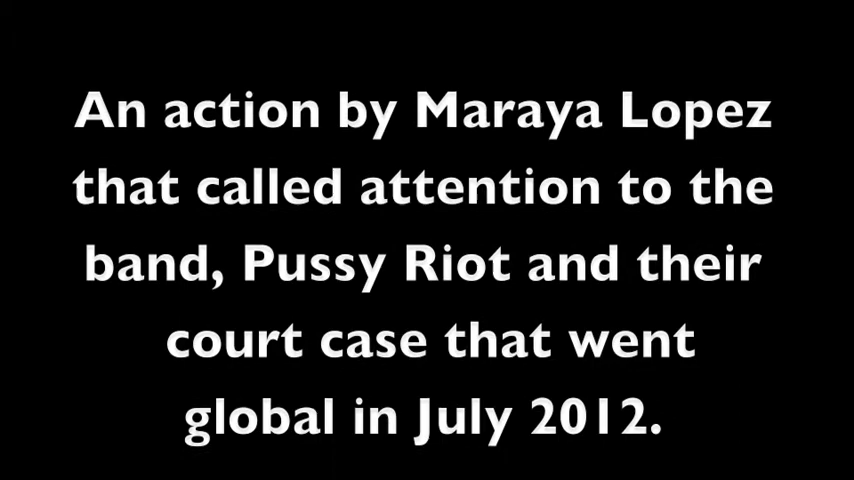 An action by Maraya Lopez
that called attention to the
band, Pussy Riot and their
court case that went
global in July 2012.